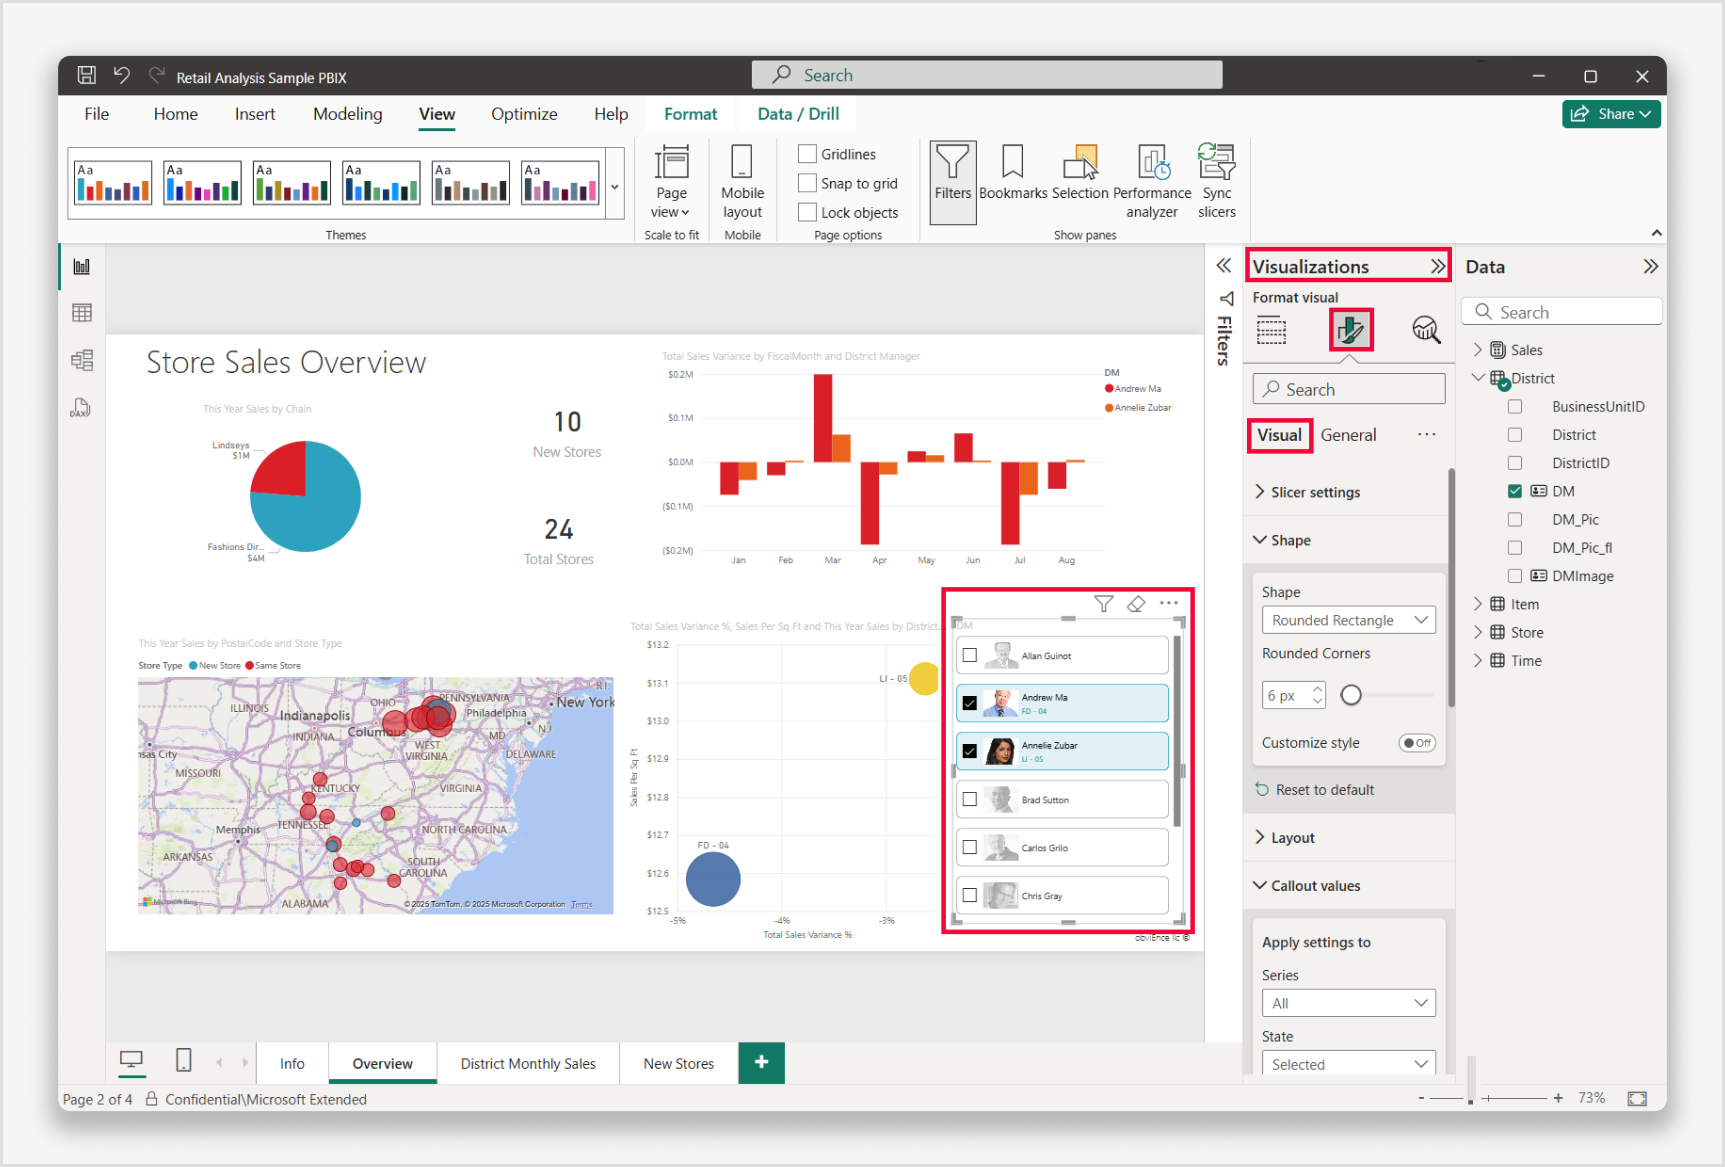 Retail Analysis Sample PBIX
Search
File
Home
Insert
Modeling
View
Optimize
Help
Format
Data / Drill
Share
Aa
Aa
Aa
Aa
Aa
Aa
Themes
Page
view
Scale to fit
Mobile
layout
Mobile
Gridlines
Snap to grid
Lock objects
Page options
Filters
Bookmarks
Selection
Performance
analyzer
Sync
slicers
Show panes
DAX
Store Sales Overview
This Year Sales by Chain
Lindseys
$1M
Fashions Dir...
$4M
10
New Stores
24
Total Stores
Total Sales Variance by FiscalMonth and District Manager
$0.2M
$0.1M
$0.0M
($0.1M)
($0.2M)
Jan
Feb
Mar
Apr
May
Jun
Jul
Aug
DM
Andrew Ma
Annelie Zubar
This Year Sales by PostalCode and Store Type
Store Type
New Store
Same Store
ILLINOIS
Indianapolis
INDIANA
OHIO
Columbus
PENNSYLVANIA
Philadelphia
New York
R.I.
NJ
MD
DELAWARE
WEST
VIRGINIA
sas City
MISSOURI
KENTUCKY
VIRGINIA
TENNESSEE
NORTH CAROLINA
Memphis
ARKANSAS
SOUTH
CAROLINA
ALABAMA
Microsoft Bing
© 2025 TomTom, © 2025 Microsoft Corporation Terms
Total Sales Variance %, Sales Per Sq Ft and This Year Sales by District...
$13.2
$13.1
$13.0
$12.9
$12.8
$12.7
$12.6
$12.5
Sales Per Sq Ft
LI - 05
FD - 04
-5%
-4%
-3%
Total Sales Variance %
DM
Allan Guinot
Andrew Ma
FD - 04
Annelie Zubar
LI - 05
Brad Sutton
Carlos Grilo
Chris Gray
obviEnce llc ©
Filters
Visualizations
Format visual
Search
Visual
General
Slicer settings
Shape
Shape
Rounded Rectangle
Rounded Corners
6 px
Customize style
Off
Reset to default
Layout
Callout values
Apply settings to
Series
All
State
Selected
Data
Search
Sales
District
BusinessUnitID
District
DistrictID
DM
DM_Pic
DM_Pic_fl
DMImage
Item
Store
Time
Info
Overview
District Monthly Sales
New Stores
+
Page 2 of 4
Confidential\Microsoft Extended
-
+
73%